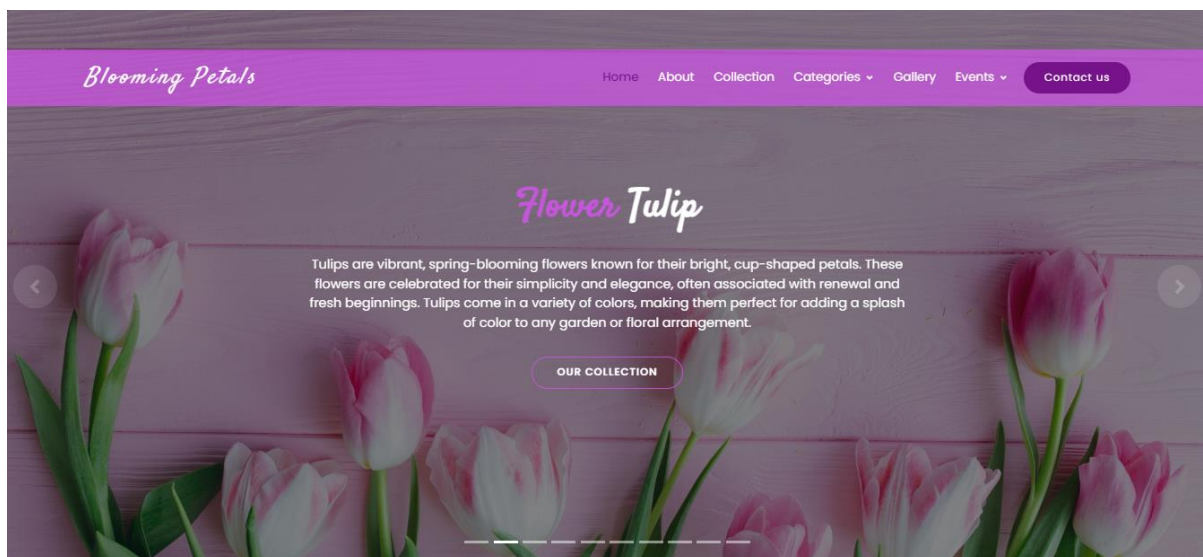 Blooming Petals
Home About Collection Categories Gallery Events Contact us
Flower Tulip
Tulips are vibrant, spring-blooming flowers known for their bright, cup-shaped petals. These
flowers are celebrated for their simplicity and elegance, often associated with renewal and
fresh beginnings. Tulips come in a variety of colors, making them perfect for adding a splash
of color to any garden or floral arrangement.
OUR COLLECTION